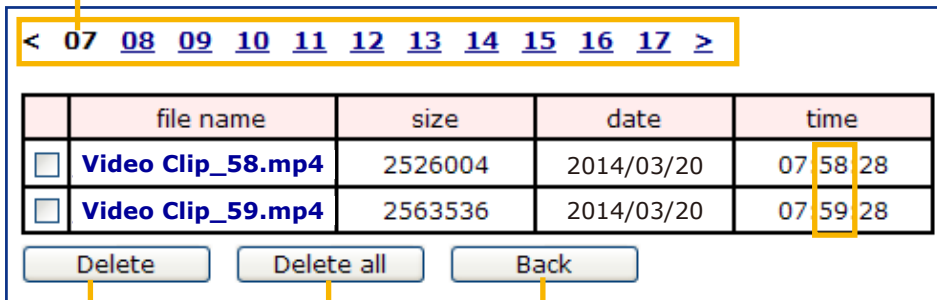 < 07 08 09 10 11 12 13 14 15 16 17 >
file name size date time
Video Clip_58.mp4 2526004 2014/03/20 07:58:28
Video Clip_59.mp4 2563536 2014/03/20 07:59:28
Delete Delete all Back